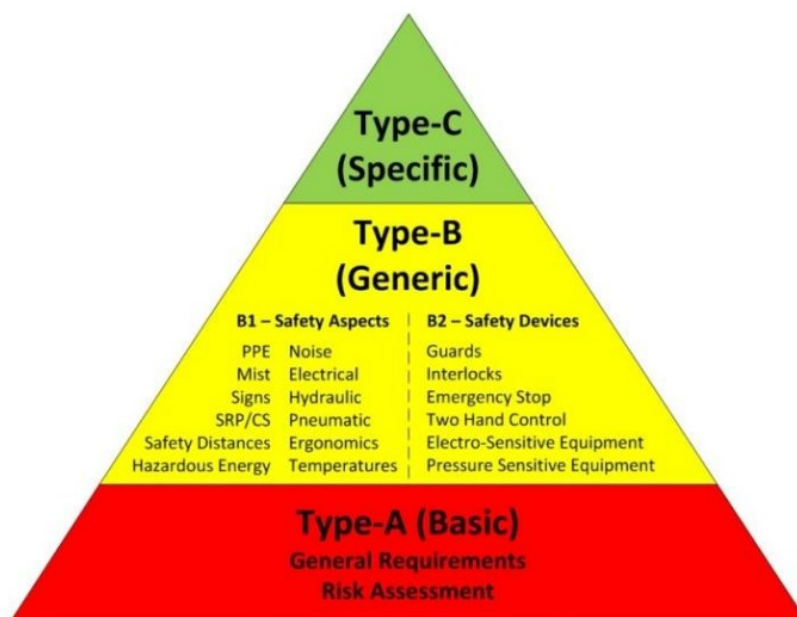 Type-C
(Specific)
Type-B
(Generic)
B1 – Safety Aspects
PPE Noise
Mist Electrical
Signs Hydraulic
SRP/CS Pneumatic
Safety Distances Ergonomics
Hazardous Energy Temperatures
B2 – Safety Devices
Guards
Interlocks
Emergency Stop
Two Hand Control
Electro-Sensitive Equipment
Pressure Sensitive Equipment
Type-A (Basic)
General Requirements
Risk Assessment